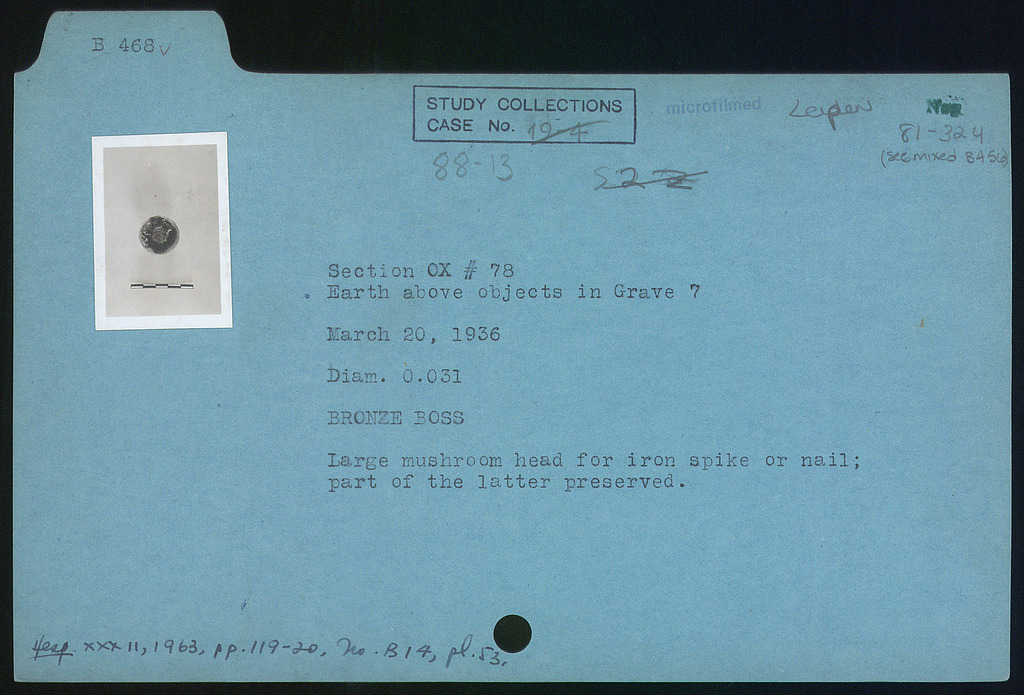 B 468 ✓
STUDY COLLECTIONS
CASE No. 12-4
microfilmed
Neg
81-324
(see mixed B456)
88-13
S22
Section OX # 78
Earth above objects in Grave 7
March 20, 1936
Diam. 0.031
BRONZE BOSS
Large mushroom head for iron spike or nail;
part of the latter preserved.
Hesp. XXXII, 1963, pp. 119-20, No. B14, pl. 53.